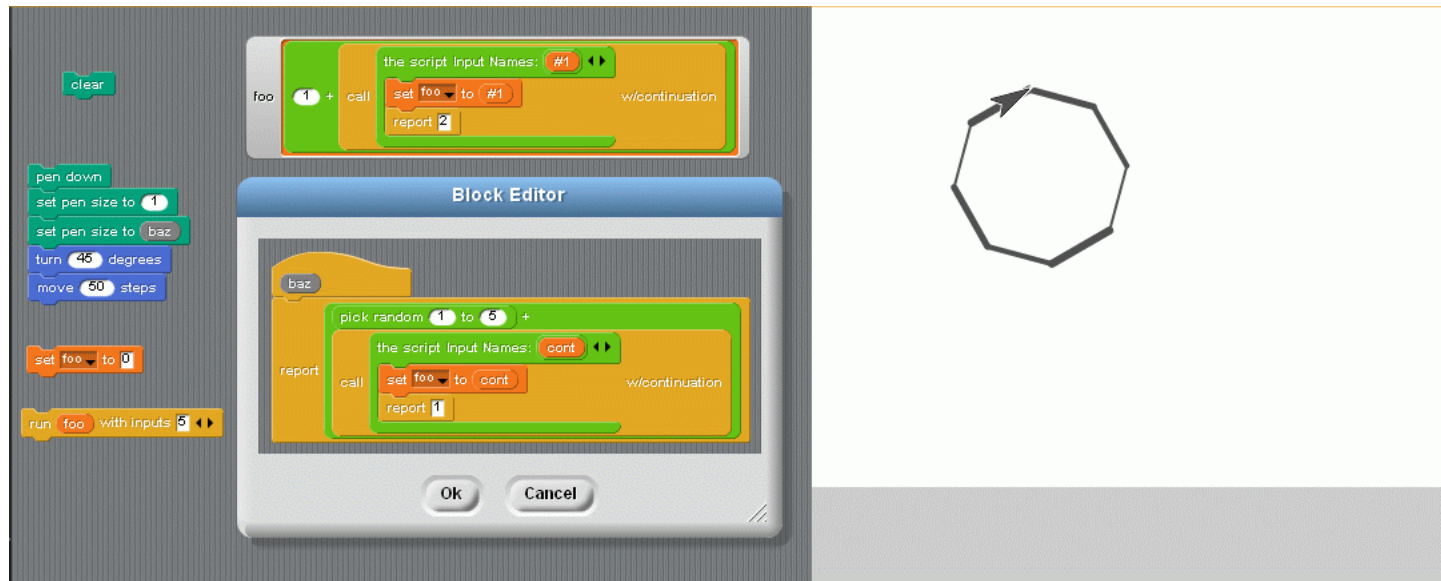 clear
pen down
set pen size to 1
set pen size to baz
turn 45 degrees
move 50 steps
set foo to 0
run foo with inputs 5
the script Input Names: #1
foo 1 + call set foo to #1 w/continuation
report 2
Block Editor
baz
pick random 1 to 5 +
the script Input Names: cont
report call set foo to cont w/continuation
report 1
Ok Cancel